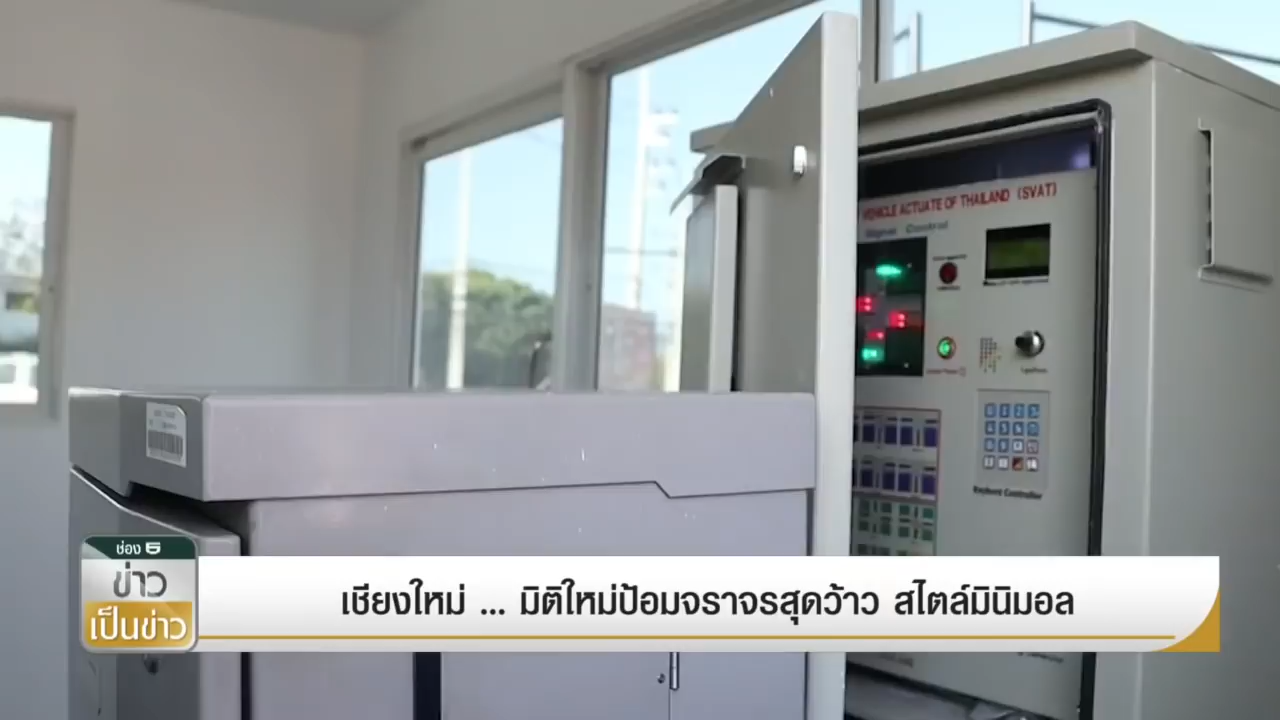 VEHICLE ACTUATE OF THAILAND (SVAT)
Signal Control
Keyboard Controller
ช่อง 5
ข่าว
เป็นข่าว
เชียงใหม่ ... มิติใหม่ป้อมจราจรสุดว้าว สไตล์มินิมอล